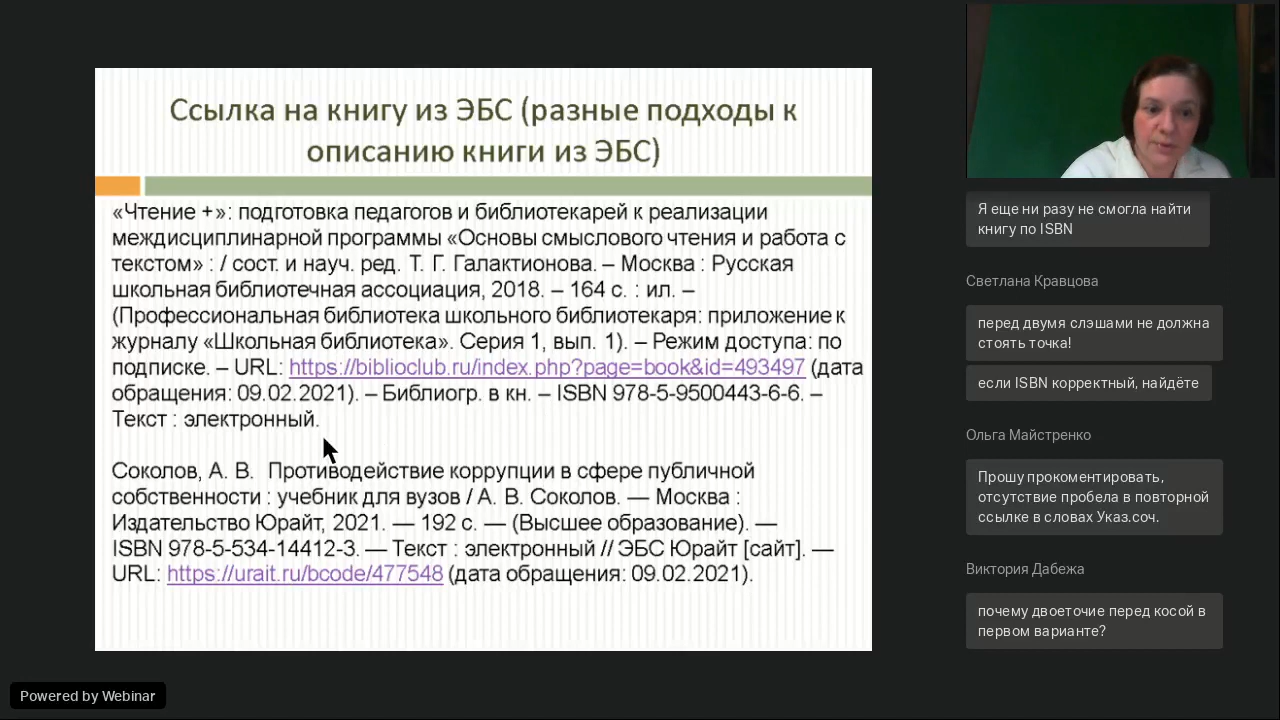 Ссылка на книгу из ЭБС (разные подходы к
описанию книги из ЭБС)
«Чтение +»: подготовка педагогов и библиотекарей к реализации
междисциплинарной программы «Основы смыслового чтения и работа с
текстом» : / сост. и науч. ред. Т. Г. Галактионова. – Москва : Русская
школьная библиотечная ассоциация, 2018. – 164 с. : ил. –
(Профессиональная библиотека школьного библиотекаря: приложение к
журналу «Школьная библиотека». Серия 1, вып. 1). – Режим доступа: по
подписке. – URL: https://biblioclub.ru/index.php?page=book&id=493497 (дата
обращения: 09.02.2021). – Библиогр. в кн. – ISBN 978-5-9500443-6-6. –
Текст : электронный.
Соколов, А. В.  Противодействие коррупции в сфере публичной
собственности : учебник для вузов / А. В. Соколов. — Москва :
Издательство Юрайт, 2021. — 192 с. — (Высшее образование). —
ISBN 978-5-534-14412-3. — Текст : электронный // ЭБС Юрайт [сайт]. —
URL: https://urait.ru/bcode/477548 (дата обращения: 09.02.2021).
Я еще ни разу не смогла найти
книгу по ISBN
Светлана Кравцова
перед двумя слэшами не должна
стоять точка!
если ISBN корректный, найдёте
Ольга Майстренко
Прошу прокоментировать,
отсутствие пробела в повторной
ссылке в словах Указ.соч.
Виктория Дабежа
почему двоеточие перед косой в
первом варианте?
Powered by Webinar